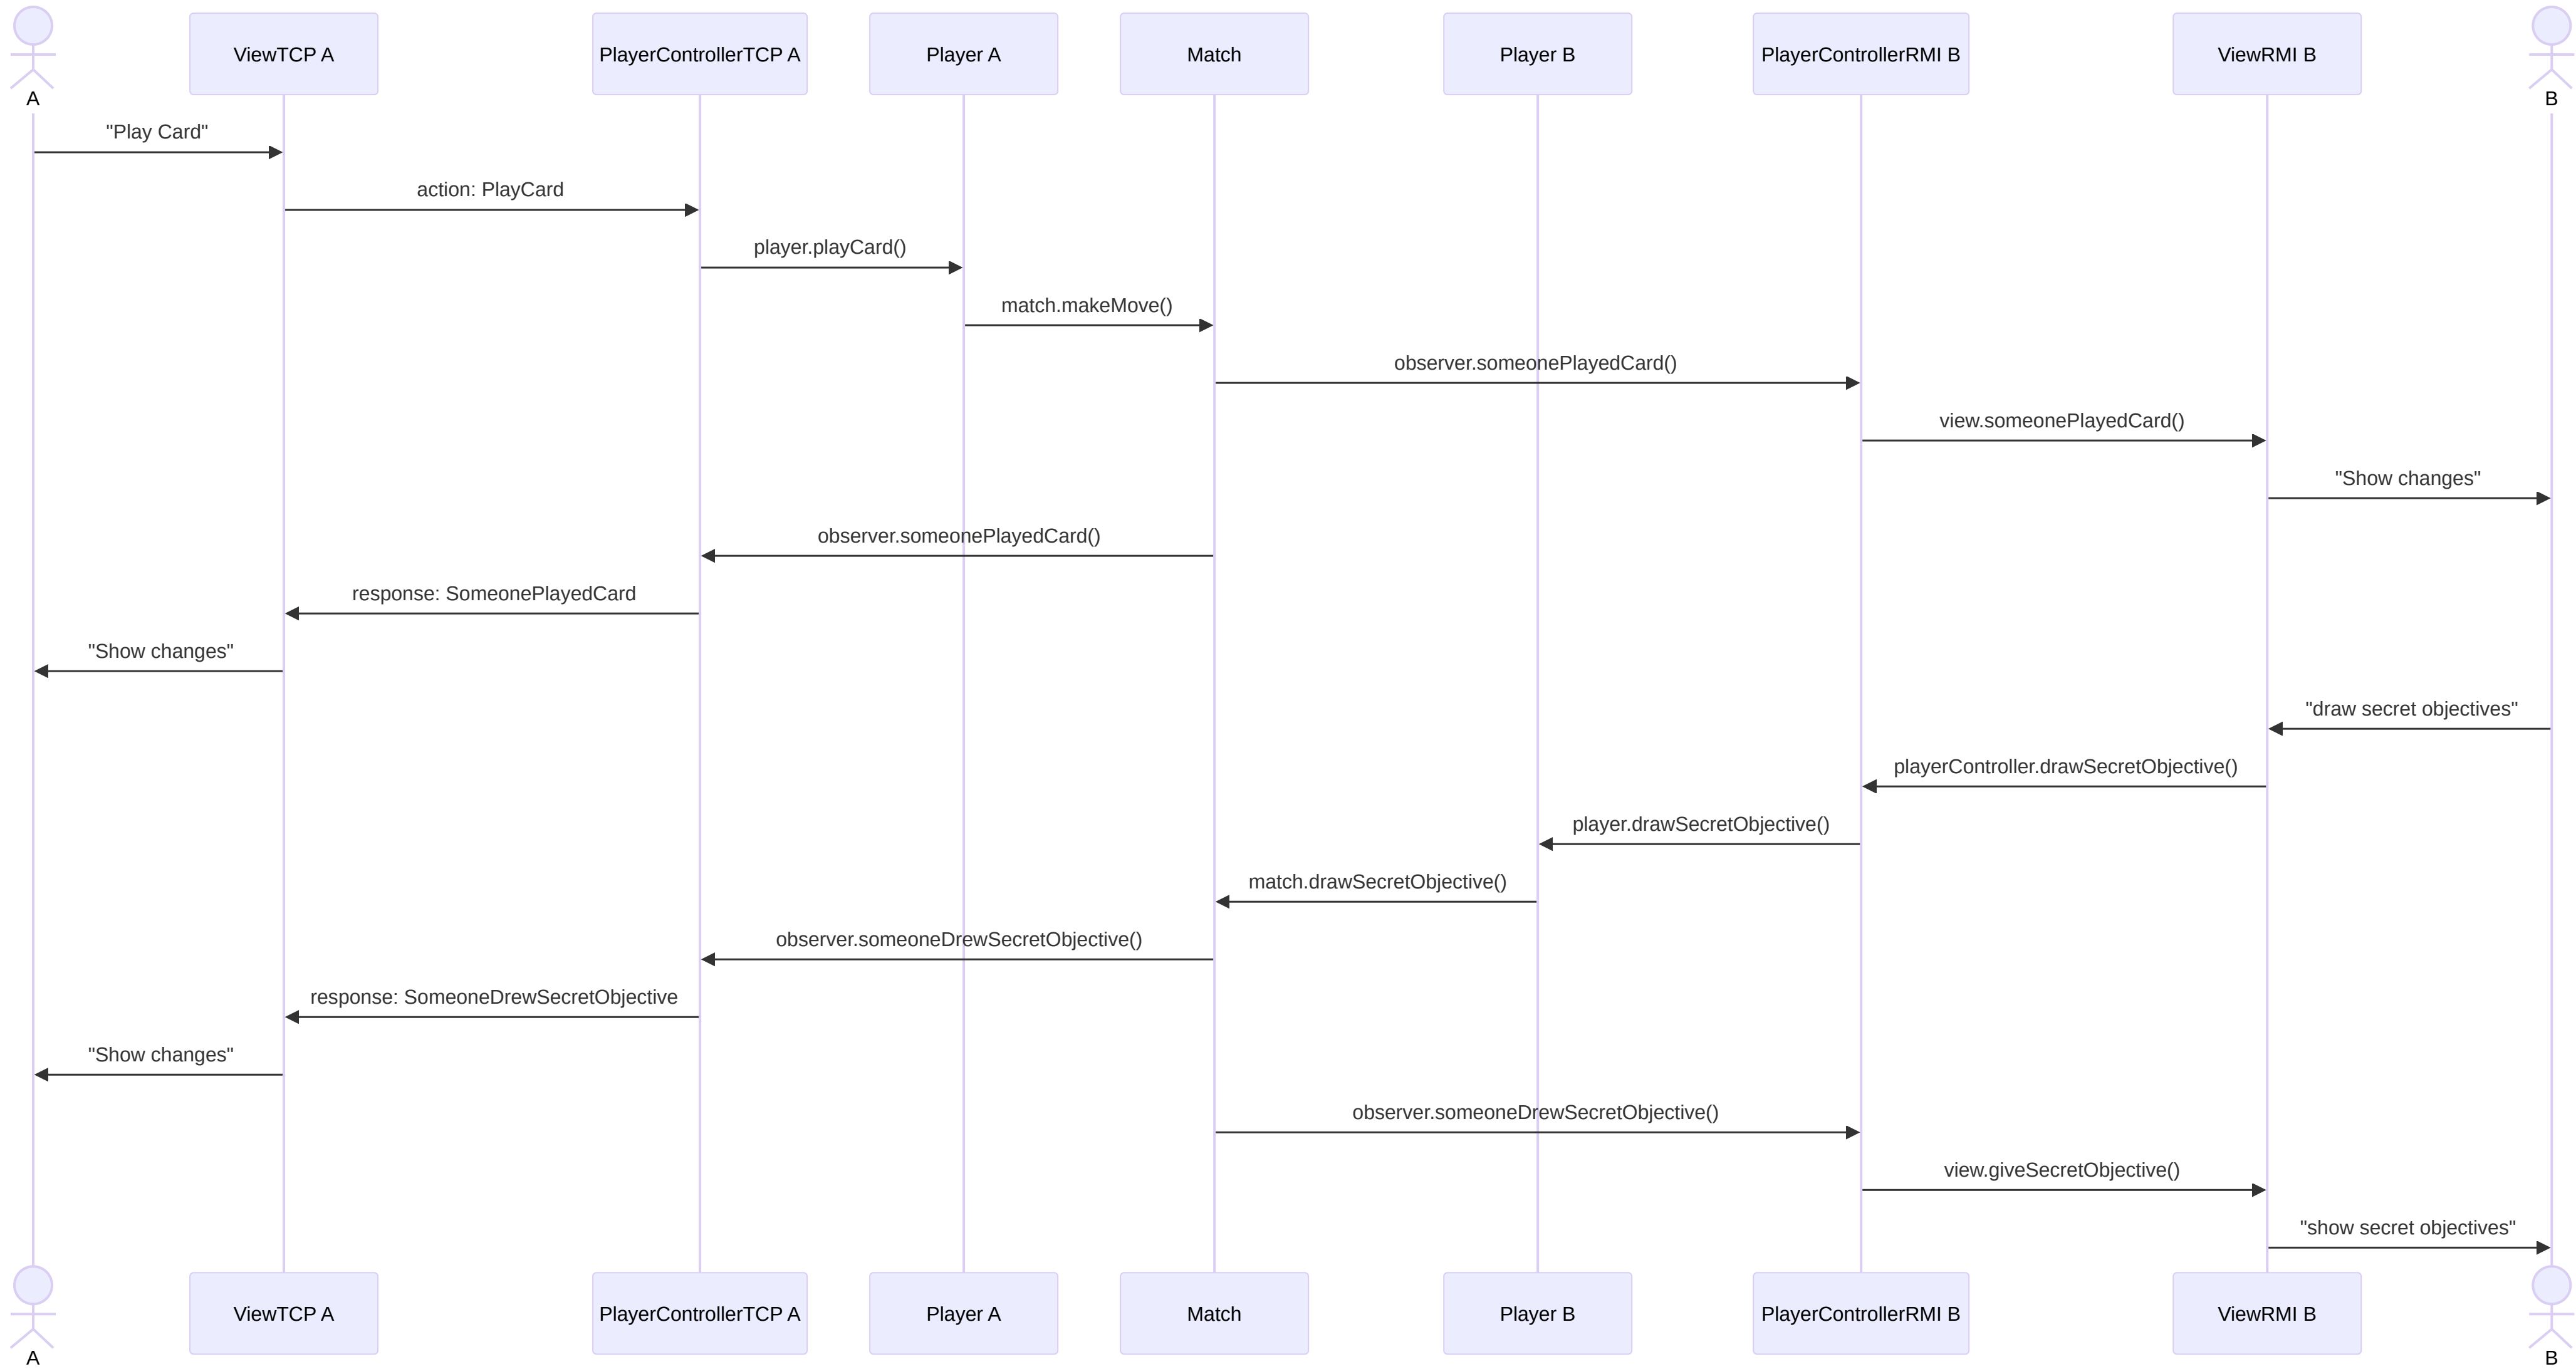 ViewTCP A
PlayerControllerTCP A
Player A
Match
Player B
PlayerControllerRMI B
ViewRMI B
A
B
"Play Card"
action: PlayCard
player.playCard()
match.makeMove()
observer.someonePlayedCard()
view.someonePlayedCard()
"Show changes"
observer.someonePlayedCard()
response: SomeonePlayedCard
"Show changes"
"draw secret objectives"
playerController.drawSecretObjective()
player.drawSecretObjective()
match.drawSecretObjective()
observer.someoneDrewSecretObjective()
response: SomeoneDrewSecretObjective
"Show changes"
observer.someoneDrewSecretObjective()
view.giveSecretObjective()
"show secret objectives"
ViewTCP A
PlayerControllerTCP A
Player A
Match
Player B
PlayerControllerRMI B
ViewRMI B
A
B